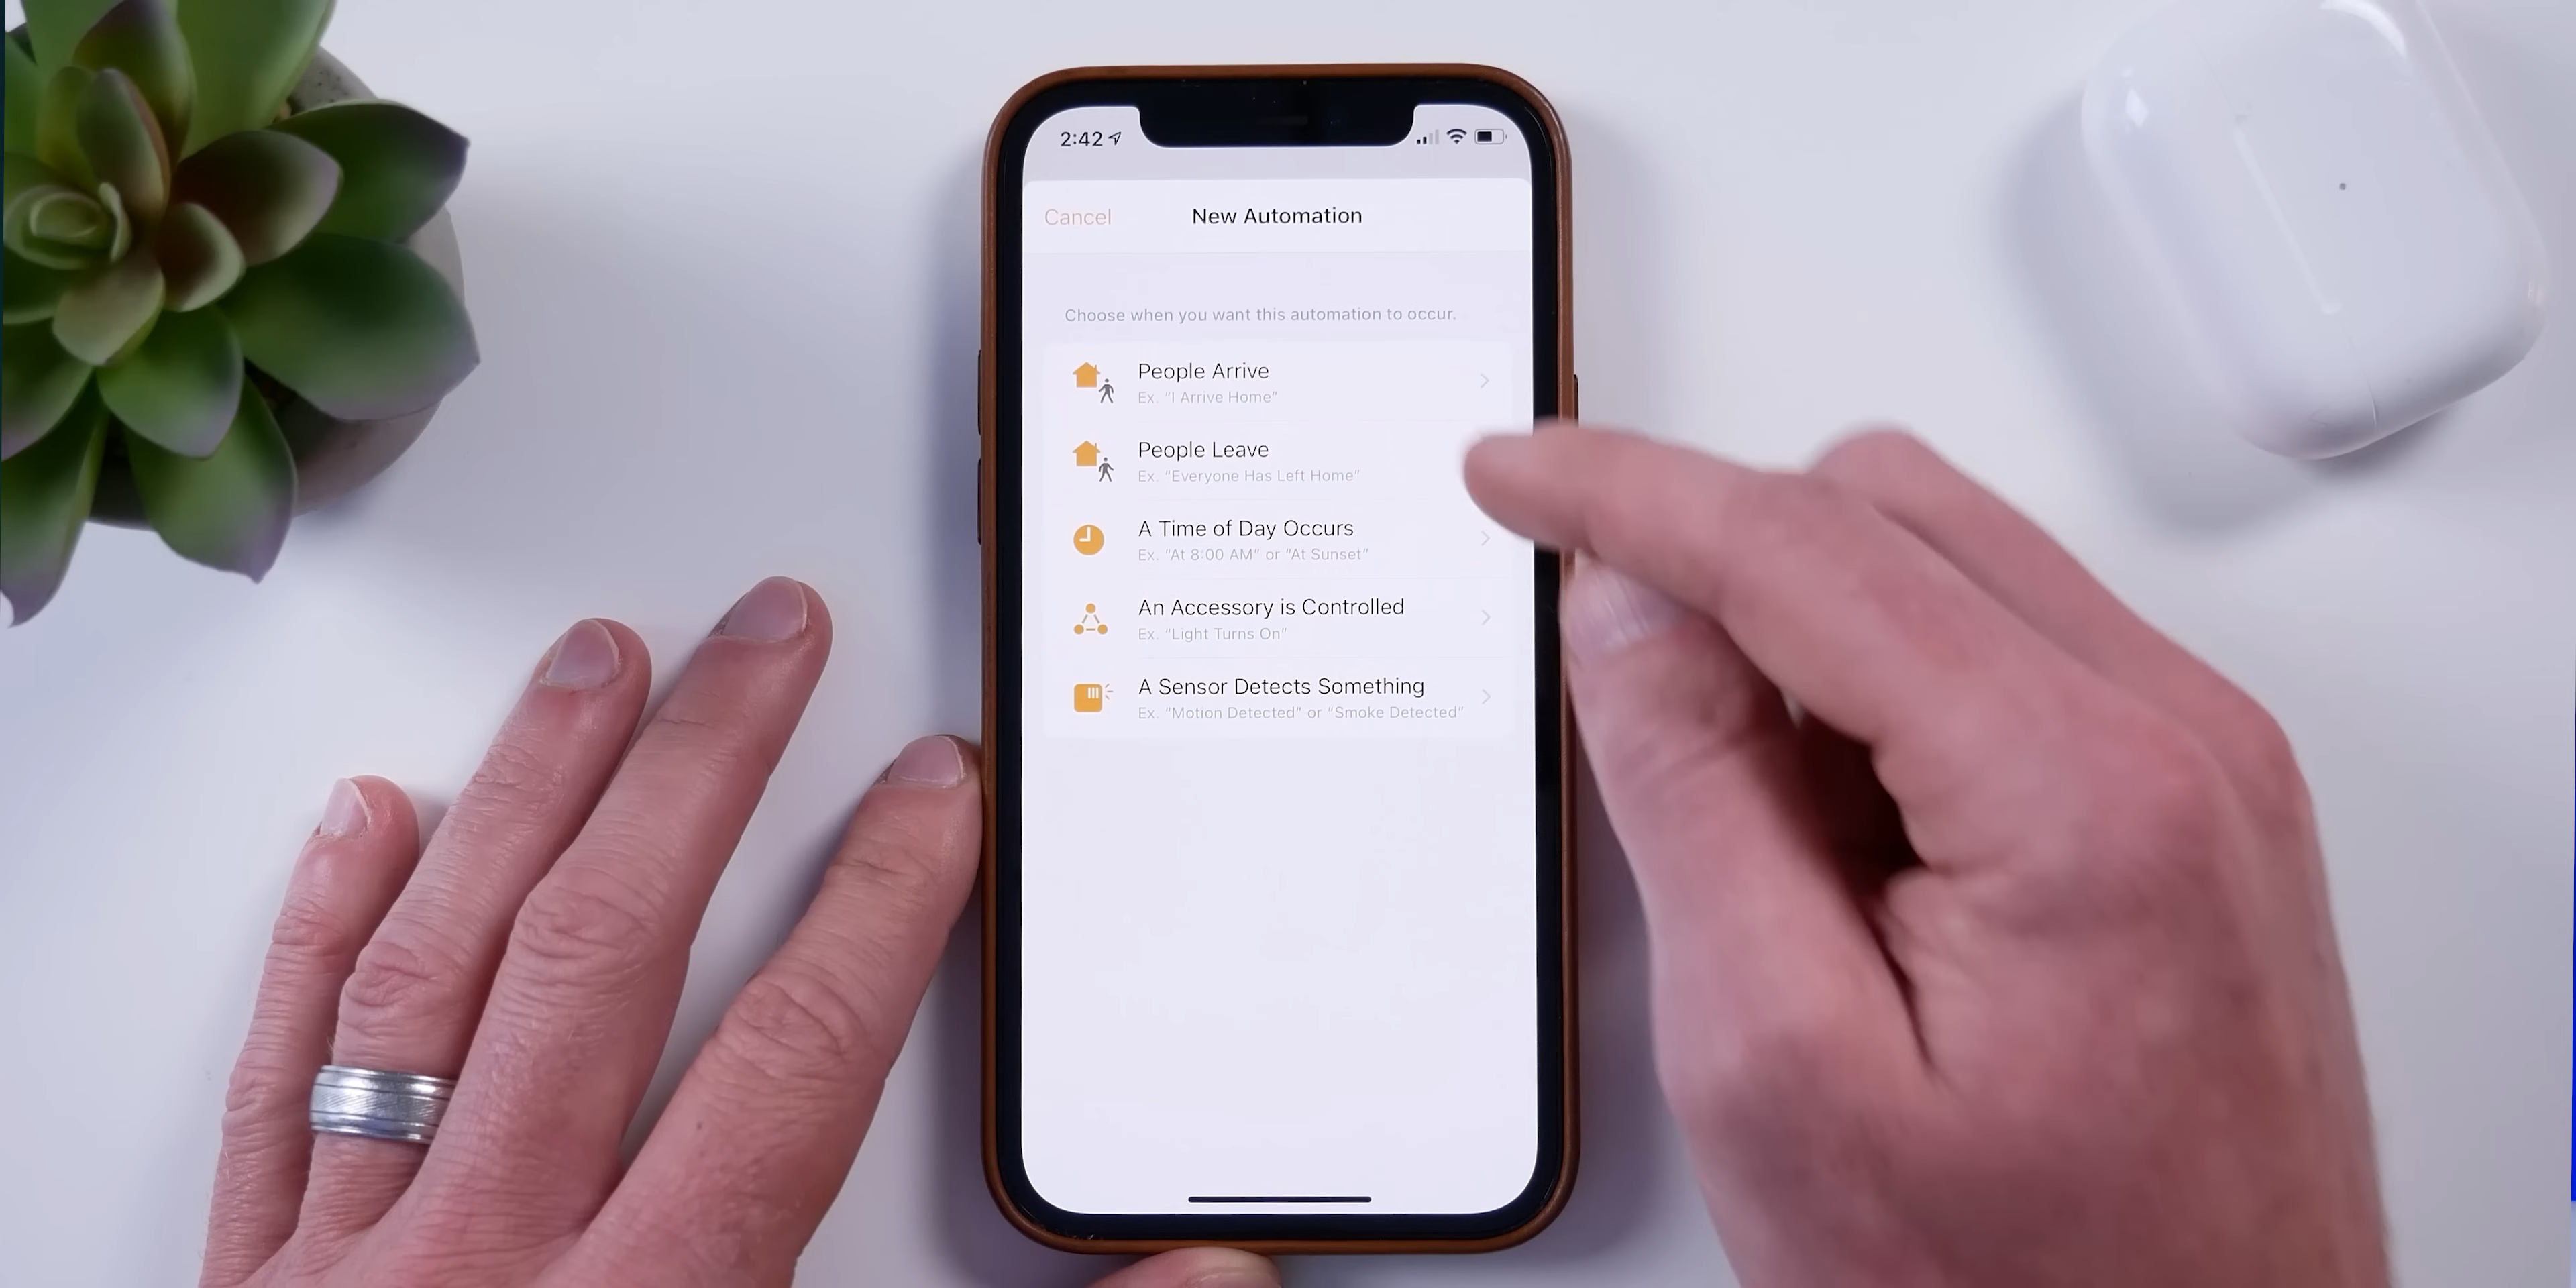 2:42
Cancel New Automation
Choose when you want this automation to occur.
People Arrive
Ex. “I Arrive Home”
People Leave
Ex. “Everyone Has Left Home”
A Time of Day Occurs
Ex. “At 8:00 AM” or “At Sunset”
An Accessory is Controlled
Ex. “Light Turns On”
A Sensor Detects Something
Ex. “Motion Detected” or “Smoke Detected”